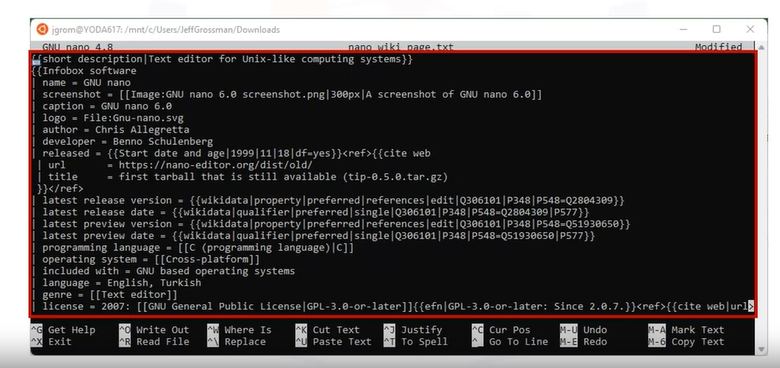 jgrom@YODA617: /mnt/c/Users/JeffGrossman/Downloads
GNU nano 4.8 nano wiki page.txt Modified
{{short description|Text editor for Unix-like computing systems}}
{{Infobox software
| name = GNU nano
| screenshot = [[Image:GNU nano 6.0 screenshot.png|300px|A screenshot of GNU nano 6.0]]
| caption = GNU nano 6.0
| logo = File:Gnu-nano.svg
| author = Chris Allegretta
| developer = Benno Schulenberg
| released = {{Start date and age|1999|11|18|df=yes}}<ref>{{cite web
| url = https://nano-editor.org/dist/old/
| title = first tarball that is still available (tip-0.5.0.tar.gz)
}}</ref>
| latest release version = {{wikidata|property|preferred|references|edit|Q306101|P348|P548=Q2804309}}
| latest release date = {{wikidata|qualifier|preferred|single|Q306101|P348|P548=Q2804309|P577}}
| latest preview version = {{wikidata|property|preferred|references|edit|Q306101|P348|P548=Q51930650}}
| latest preview date = {{wikidata|qualifier|preferred|single|Q306101|P348|P548=Q51930650|P577}}
| programming language = [[C (programming language)|C]]
| operating system = [[Cross-platform]]
| included with = GNU based operating systems
| language = English, Turkish
| genre = [[Text editor]]
| license = 2007: [[GNU General Public License|GPL-3.0-or-later]]{{efn|GPL-3.0-or-later: Since 2.0.7.}}<ref>{{cite web|url>
^G Get Help ^O Write Out ^W Where Is ^K Cut Text ^J Justify ^C Cur Pos M-U Undo M-A Mark Text
^X Exit ^R Read File ^\ Replace ^U Paste Text ^T To Spell ^_ Go To Line M-E Redo M-6 Copy Text